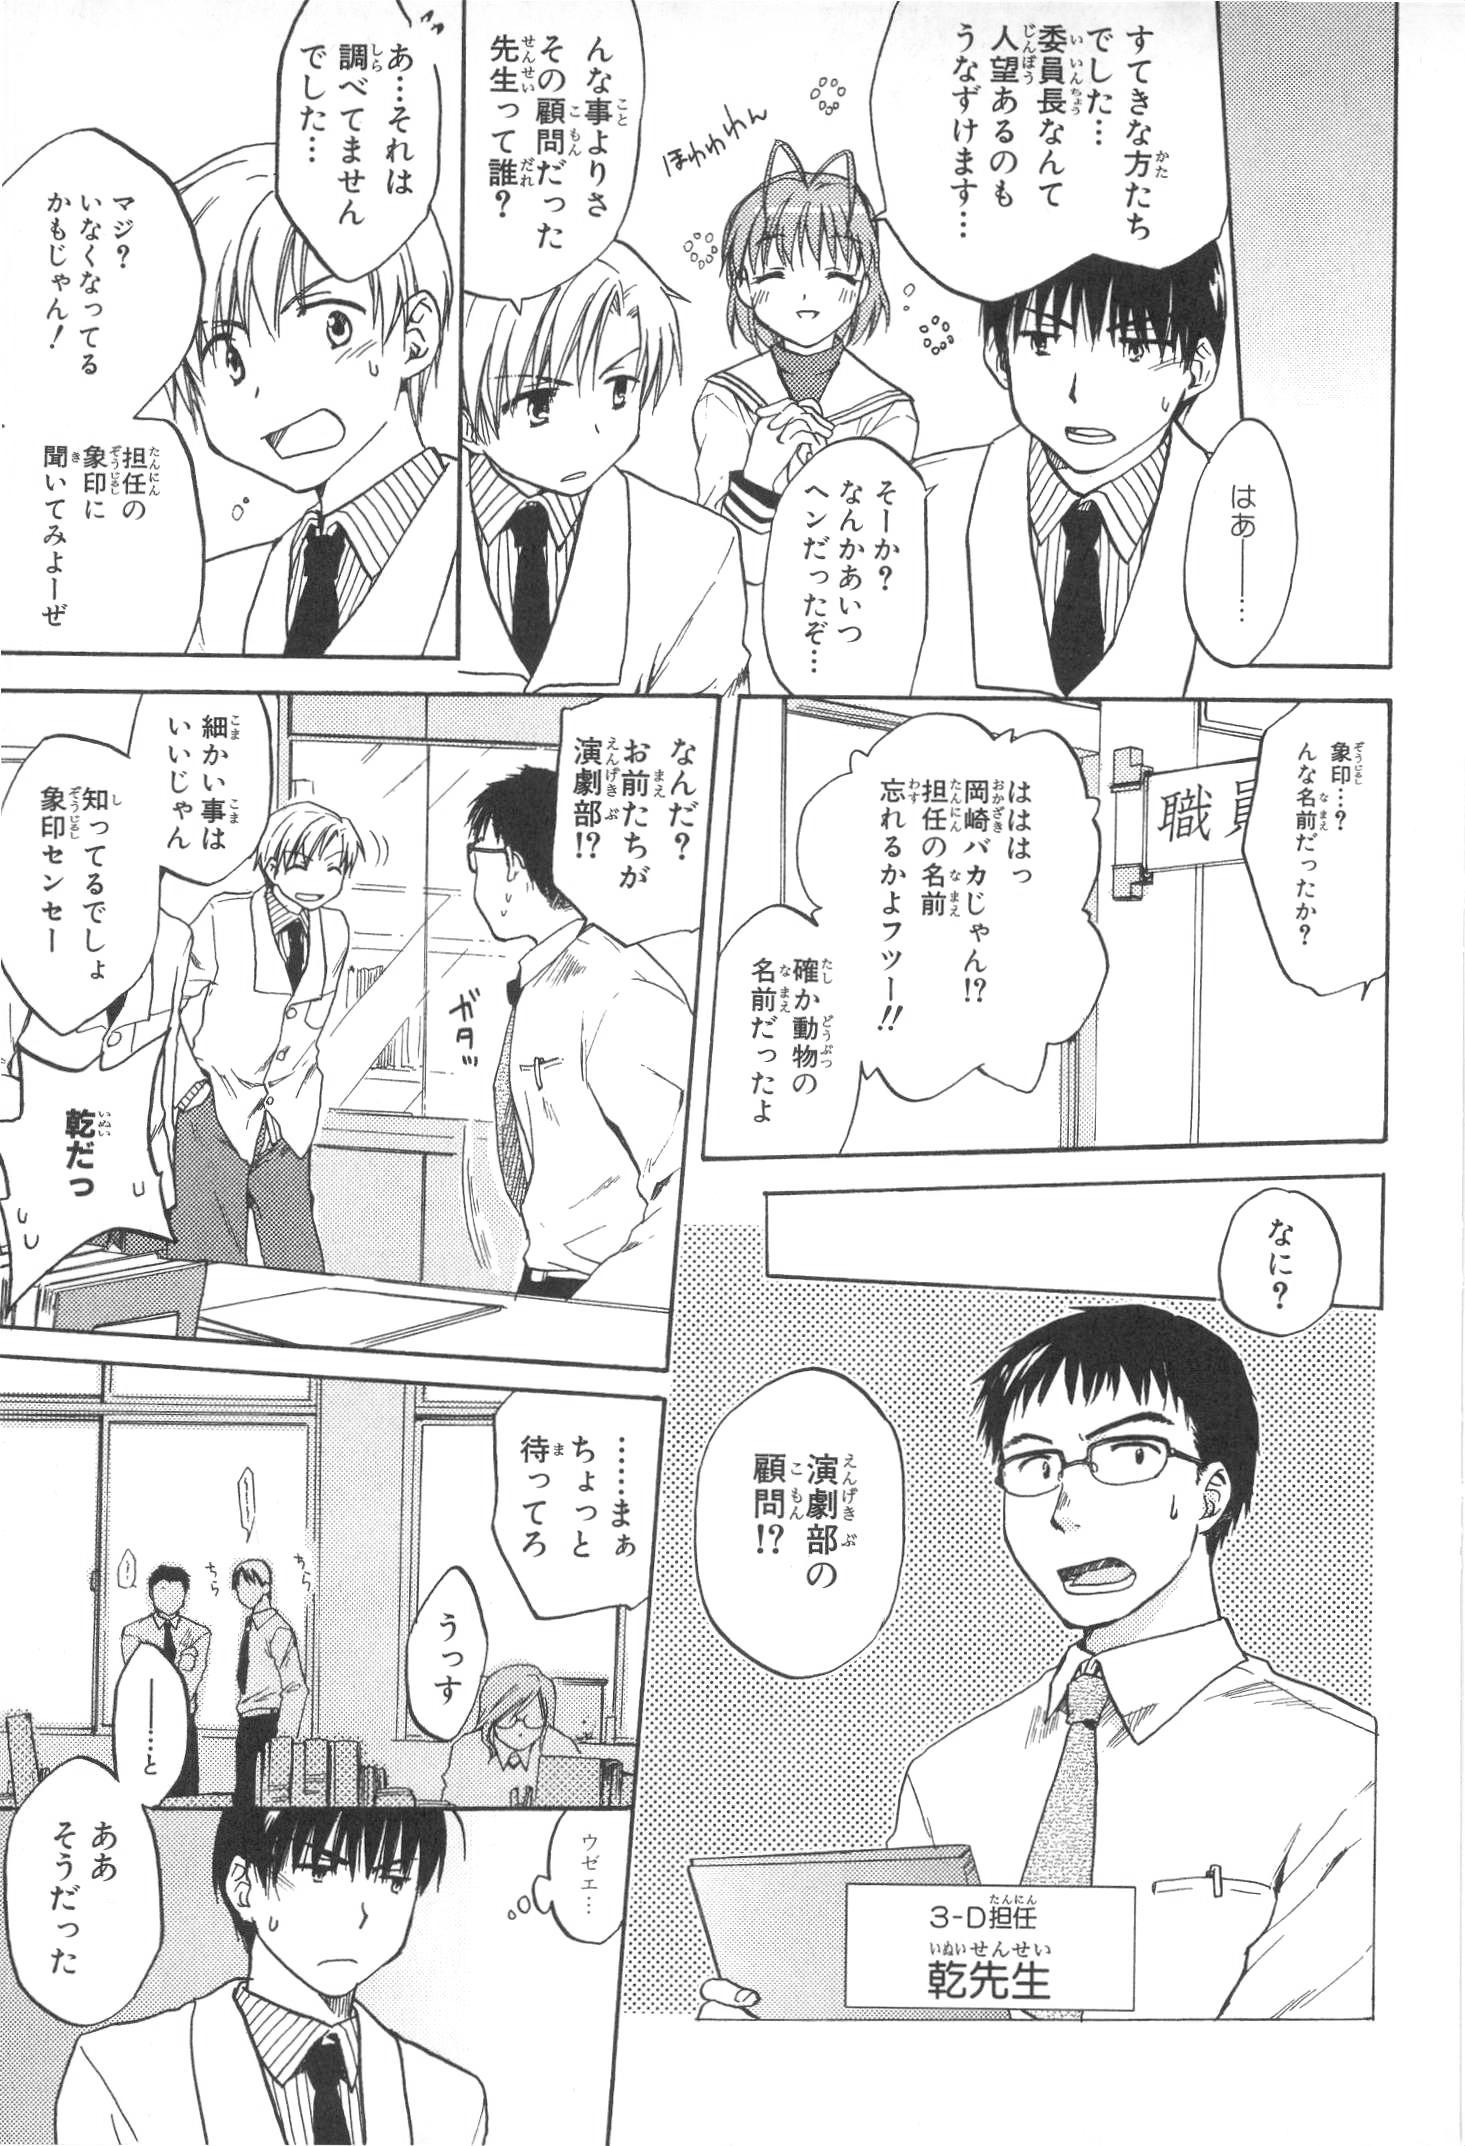 すてきな方たち
でした…
委員長なんて
人望あるのも
うなずけます…
はあ――…
ほわわわん
そーか?
なんかあいつ
ヘンだったぞ…
んな事よりさ
その顧問だった
先生って誰?
あ…それは
調べてません
でした…
マジ?
いなくなってる
かもじゃん!
担任の
象印に
聞いてみよーぜ
象印…?
んな名前だったか?
職員
はははっ
岡崎バカじゃん!?
担任の名前
忘れるかよフツー!!
確か動物の
名前だったよ
なに?
演劇部の
顧問!?
3-D担任
乾先生
なんだ?
お前たちが
演劇部!?
ガタッ
細かい事は
いいじゃん
知ってるでしょ
象印センセー
乾だっ
……まぁ
ちょっと
待ってろ
うっす
ちら
ちら
――……と
ウゼエ…
ああ
そうだった